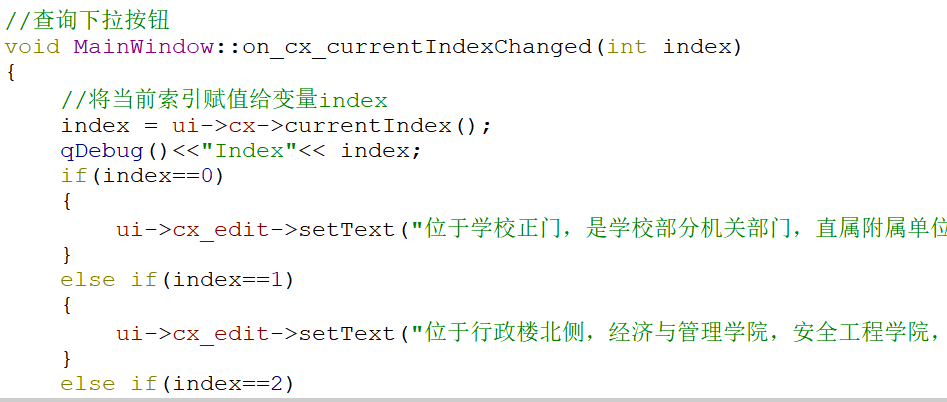 //查询下拉按钮
void MainWindow::on_cx_currentIndexChanged(int index)
{
    //将当前索引赋值给变量index
    index = ui->cx->currentIndex();
    qDebug()<<"Index"<< index;
    if(index==0)
    {
        ui->cx_edit->setText("位于学校正门，是学校部分机关部门，直属附属单位
    }
    else if(index==1)
    {
        ui->cx_edit->setText("位于行政楼北侧，经济与管理学院，安全工程学院，
    }
    else if(index==2)